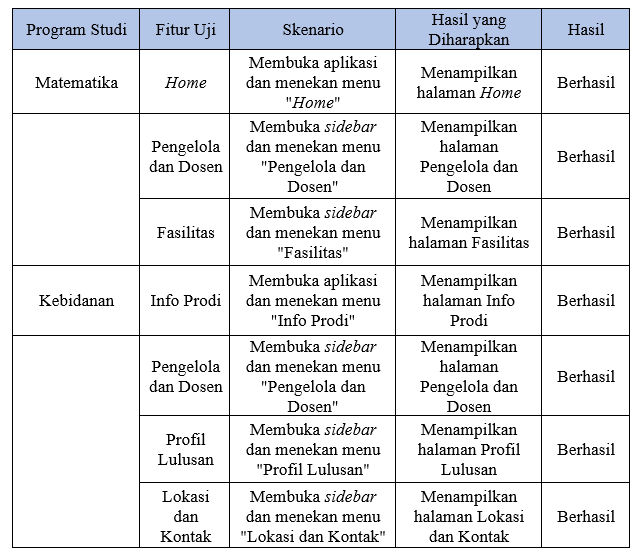 Program Studi
Fitur Uji
Skenario
Hasil yang
Diharapkan
Hasil
Matematika
Home
Membuka aplikasi
dan menekan menu
"Home"
Menampilkan
halaman Home
Berhasil
Pengelola
dan Dosen
Membuka sidebar
dan menekan menu
"Pengelola dan
Dosen"
Menampilkan
halaman
Pengelola dan
Dosen
Berhasil
Fasilitas
Membuka sidebar
dan menekan menu
"Fasilitas"
Menampilkan
halaman Fasilitas
Berhasil
Kebidanan
Info Prodi
Membuka aplikasi
dan menekan menu
"Info Prodi"
Menampilkan
halaman Info
Prodi
Berhasil
Pengelola
dan Dosen
Membuka sidebar
dan menekan menu
"Pengelola dan
Dosen"
Menampilkan
halaman
Pengelola dan
Dosen
Berhasil
Profil
Lulusan
Membuka sidebar
dan menekan menu
"Profil Lulusan"
Menampilkan
halaman Profil
Lulusan
Berhasil
Lokasi
dan
Kontak
Membuka sidebar
dan menekan menu
"Lokasi dan Kontak"
Menampilkan
halaman Lokasi
dan Kontak
Berhasil